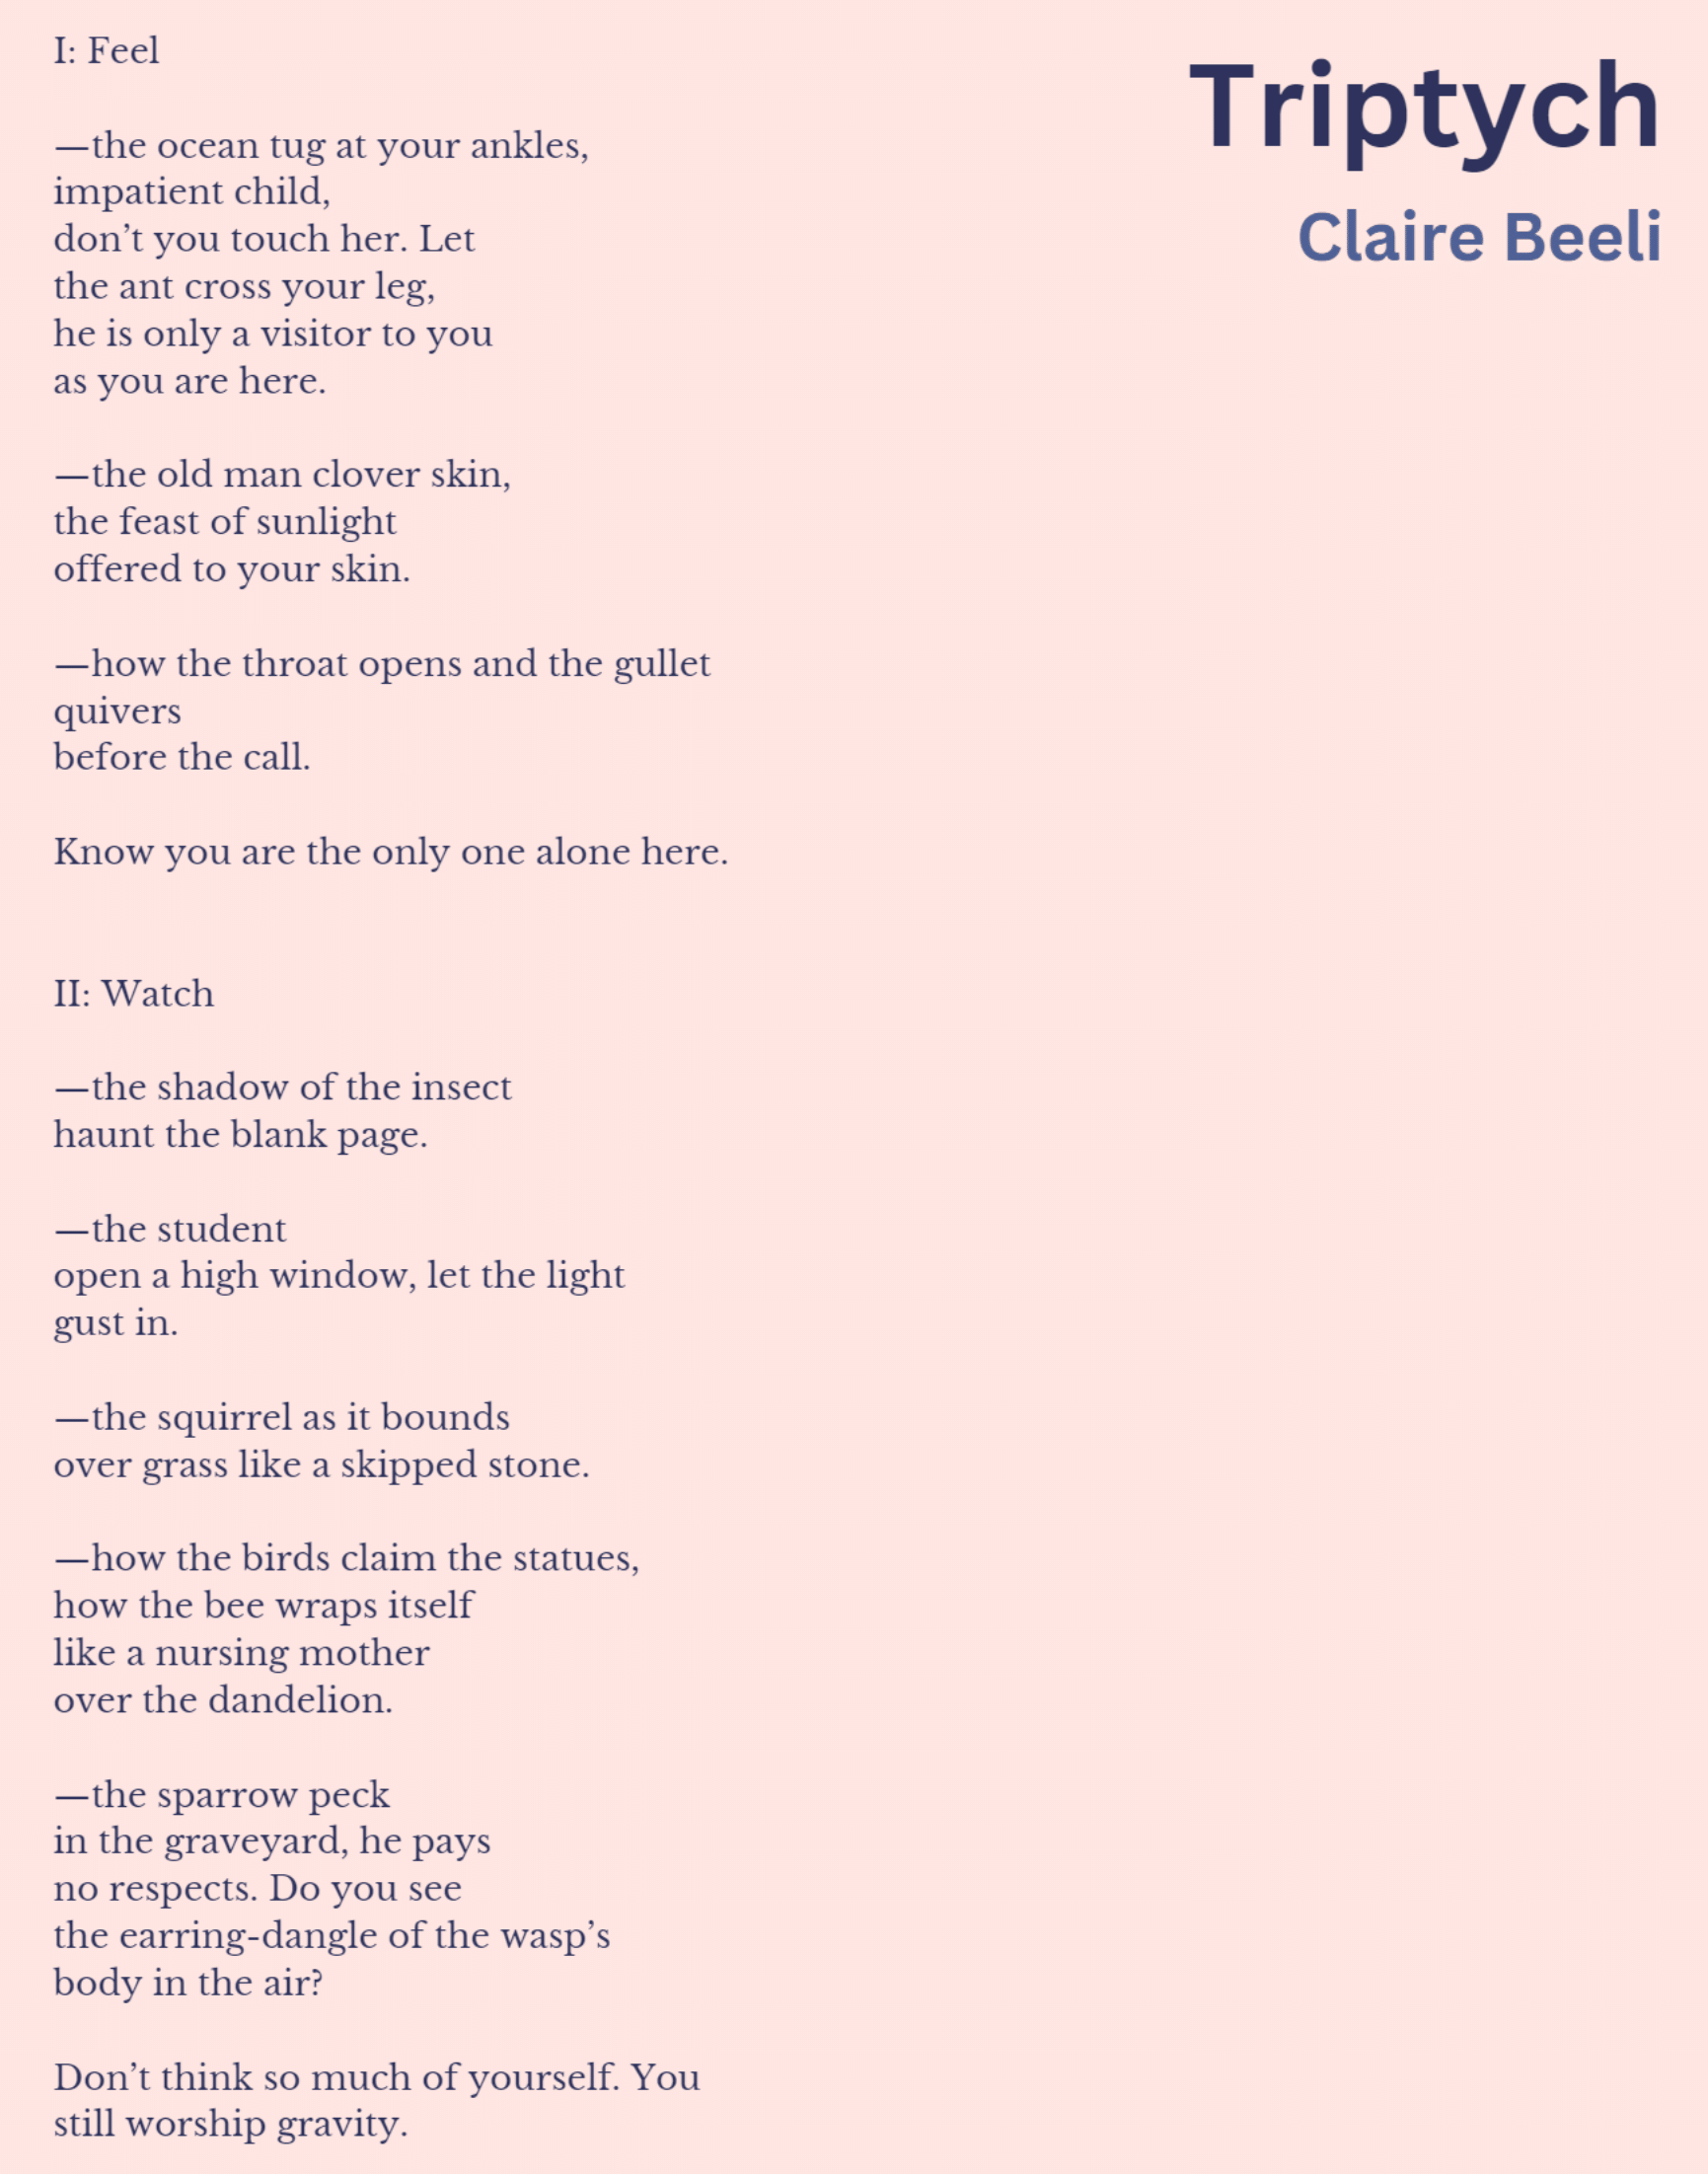 Triptych
Claire Beeli
I: Feel
—the ocean tug at your ankles,
impatient child,
don’t you touch her. Let
the ant cross your leg,
he is only a visitor to you
as you are here.
—the old man clover skin,
the feast of sunlight
offered to your skin.
—how the throat opens and the gullet
quivers
before the call.
Know you are the only one alone here.
II: Watch
—the shadow of the insect
haunt the blank page.
—the student
open a high window, let the light
gust in.
—the squirrel as it bounds
over grass like a skipped stone.
—how the birds claim the statues,
how the bee wraps itself
like a nursing mother
over the dandelion.
—the sparrow peck
in the graveyard, he pays
no respects. Do you see
the earring-dangle of the wasp’s
body in the air?
Don’t think so much of yourself. You
still worship gravity.